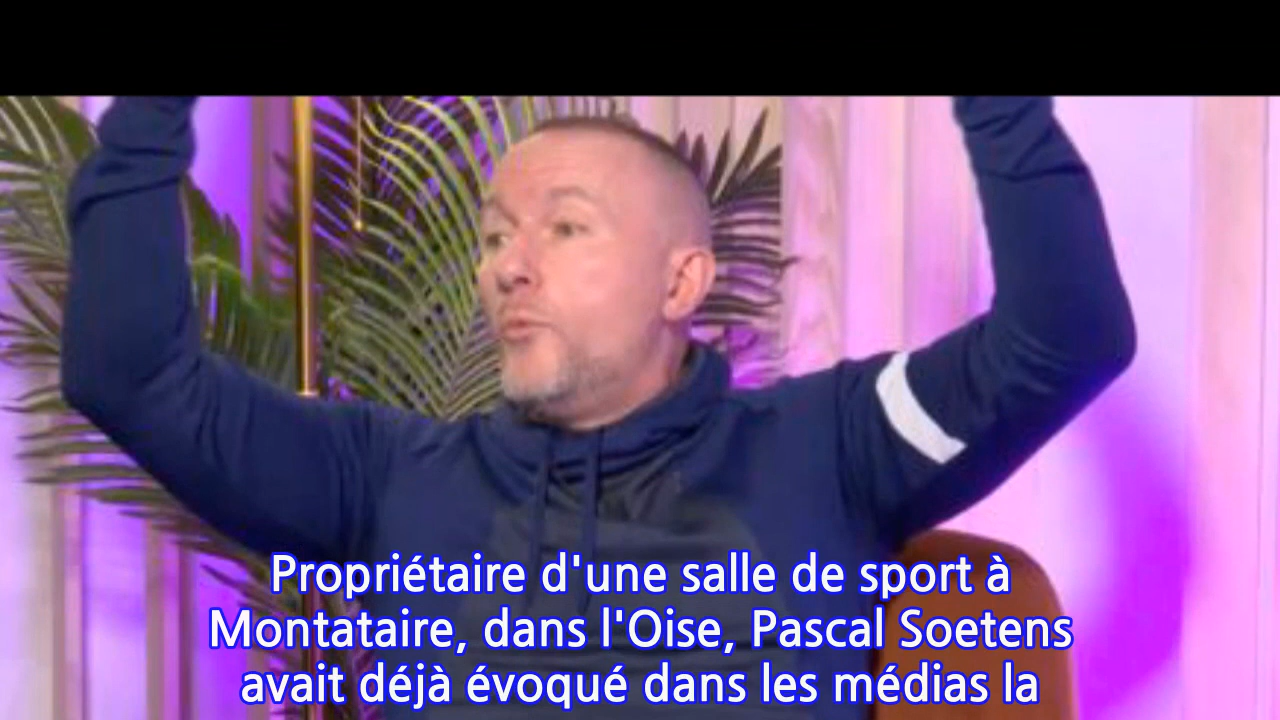 Propriétaire d'une salle de sport à
Montataire, dans l'Oise, Pascal Soetens
avait déjà évoqué dans les médias la